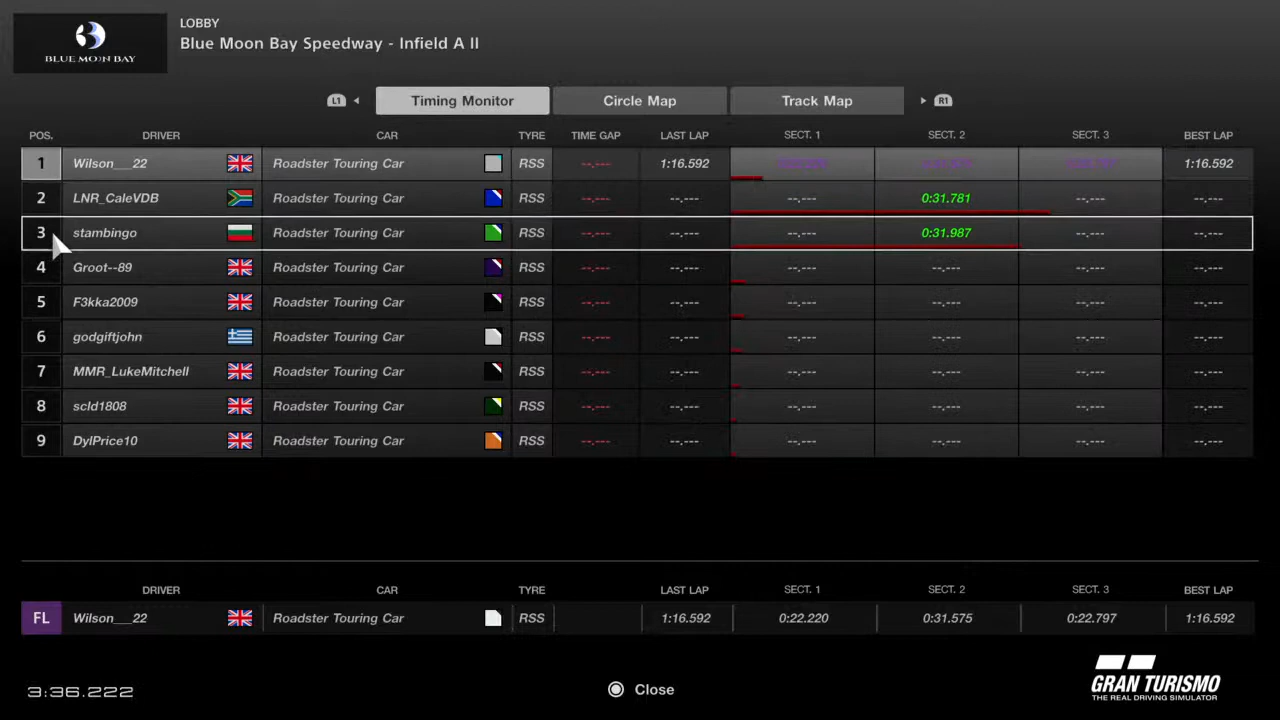 BLUE MOON BAY
LOBBY
Blue Moon Bay Speedway - Infield A II
L1 Timing Monitor Circle Map Track Map R1
POS. DRIVER CAR TYRE TIME GAP LAST LAP SECT. 1 SECT. 2 SECT. 3 BEST LAP
1 Wilson___22 Roadster Touring Car RSS --.--- 1:16.592 1:16.592
2 LNR_CaleVDB Roadster Touring Car RSS --.--- --.--- --.--- 0:31.781 --.--- --.---
3 stambingo Roadster Touring Car RSS --.--- --.--- --.--- 0:31.987 --.--- --.---
4 Groot--89 Roadster Touring Car RSS --.--- --.--- --.--- --.--- --.--- --.---
5 F3kka2009 Roadster Touring Car RSS --.--- --.--- --.--- --.--- --.--- --.---
6 godgiftjohn Roadster Touring Car RSS --.--- --.--- --.--- --.--- --.--- --.---
7 MMR_LukeMitchell Roadster Touring Car RSS --.--- --.--- --.--- --.--- --.--- --.---
8 scld1808 Roadster Touring Car RSS --.--- --.--- --.--- --.--- --.--- --.---
9 DylPrice10 Roadster Touring Car RSS --.--- --.--- --.--- --.--- --.--- --.---
DRIVER CAR TYRE LAST LAP SECT. 1 SECT. 2 SECT. 3 BEST LAP
FL Wilson___22 Roadster Touring Car RSS 1:16.592 0:22.220 0:31.575 0:22.797 1:16.592
3:36.222
Close
GRAN TURISMO
THE REAL DRIVING SIMULATOR